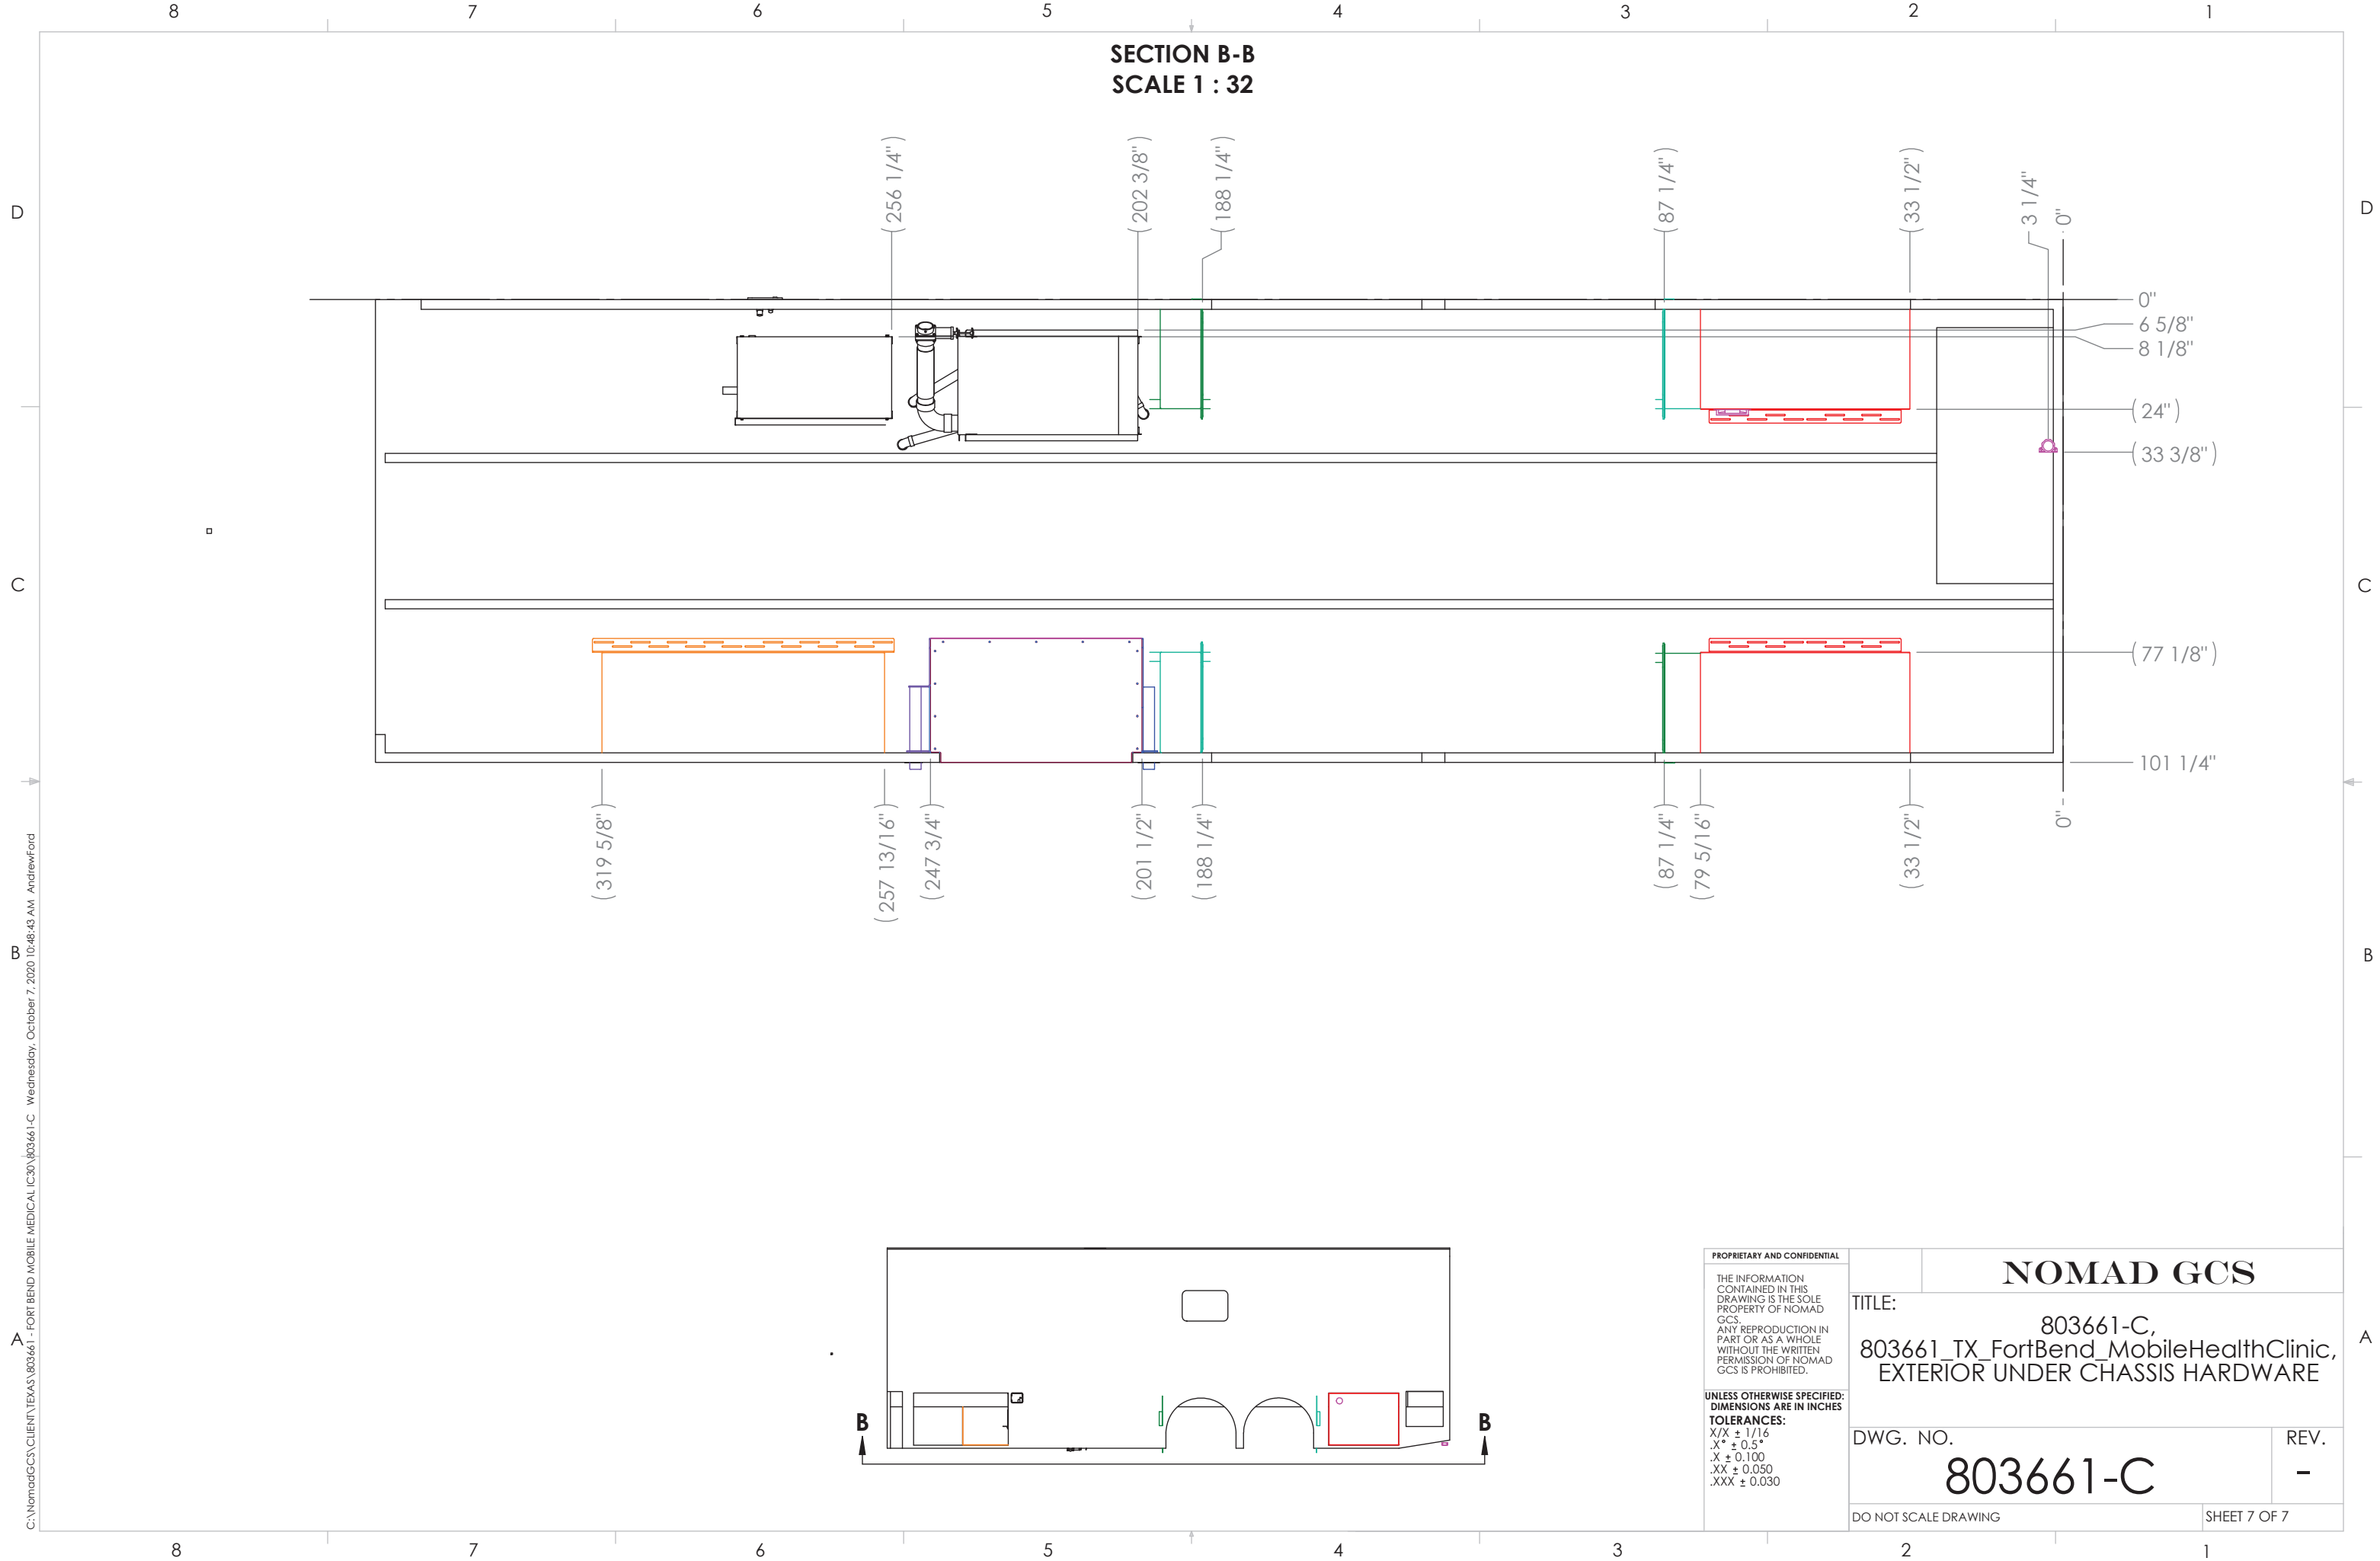 8 7 6 5 4 3 2 1
SECTION B-B
SCALE 1 : 32
(256 1/4")
(202 3/8")
(188 1/4")
(87 1/4")
(33 1/2")
3 1/4"
0"
D
D
0"
6 5/8"
8 1/8"
(24")
(33 3/8")
C
C
(77 1/8")
101 1/4"
(319 5/8")
(257 13/16")
(247 3/4")
(201 1/2")
(188 1/4")
(87 1/4")
(79 5/16")
(33 1/2")
0"
B
B
C:\NomadGCS\CLIENT\TEXAS\803661 - FORT BEND MOBILE MEDICAL IC30\803661-C Wednesday, October 7, 2020 10:48:43 AM AndrewFord
A
A
B
B
PROPRIETARY AND CONFIDENTIAL
THE INFORMATION
CONTAINED IN THIS
DRAWING IS THE SOLE
PROPERTY OF NOMAD
GCS.
ANY REPRODUCTION IN
PART OR AS A WHOLE
WITHOUT THE WRITTEN
PERMISSION OF NOMAD
GCS IS PROHIBITED.
UNLESS OTHERWISE SPECIFIED:
DIMENSIONS ARE IN INCHES
TOLERANCES:
X/X ± 1/16
.X° ± 0.5°
.X ± 0.100
.XX ± 0.050
.XXX ± 0.030
NOMAD GCS
TITLE:
803661-C,
803661_TX_FortBend_MobileHealthClinic,
EXTERIOR UNDER CHASSIS HARDWARE
DWG. NO.
803661-C
REV.
-
DO NOT SCALE DRAWING
SHEET 7 OF 7
8 7 6 5 4 3 2 1